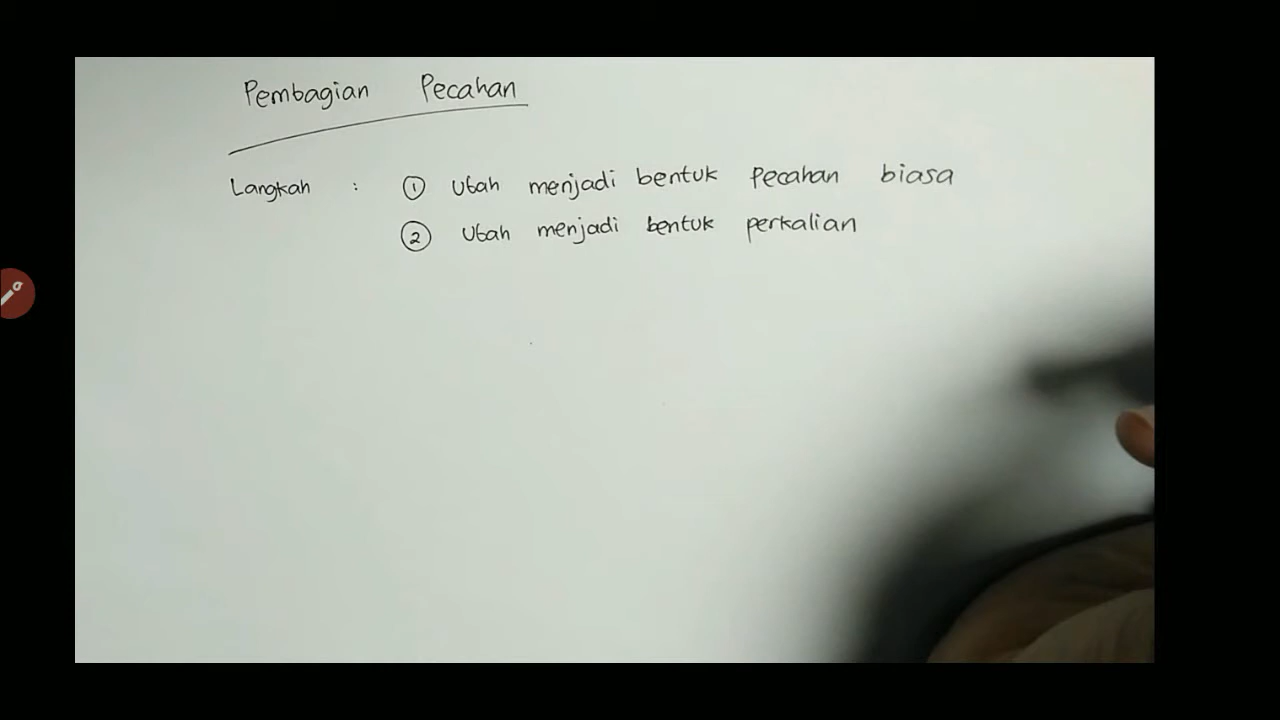 Pembagian Pecahan
Langkah : ① Ubah menjadi bentuk pecahan biasa
② Ubah menjadi bentuk perkalian